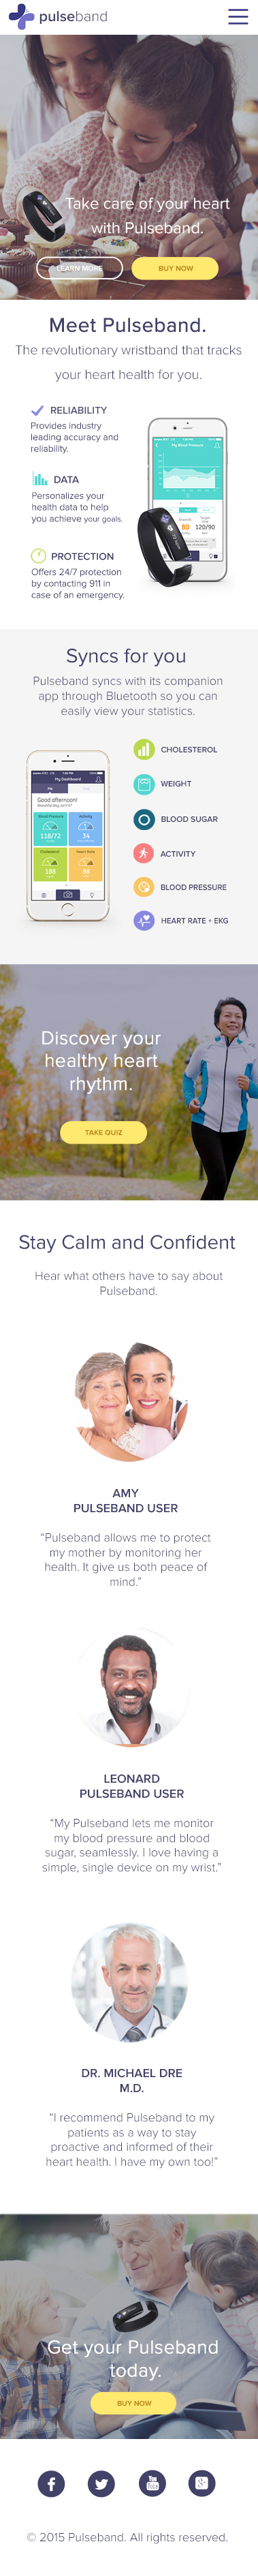 pulseband
Take care of your heart
with Pulseband.
LEARN MORE
BUY NOW
Meet Pulseband.
The revolutionary wristband that tracks
your heart health for you.
RELIABILITY
Provides industry
leading accuracy and
reliability.
DATA
Personalizes your
health data to help
you achieve your goals.
PROTECTION
Offers 24/7 protection
by contacting 911 in
case of an emergency.
My Blood Pressure
80
120/90
Syncs for you
Pulseband syncs with its companion
app through Bluetooth so you can
easily view your statistics.
My Dashboard
Good afternoon!
Blood Pressure
Activity
118/72
34
Cholesterol
Heart Rate
188
88
CHOLESTEROL
WEIGHT
BLOOD SUGAR
ACTIVITY
BLOOD PRESSURE
HEART RATE + EKG
Discover your
healthy heart
rhythm.
TAKE QUIZ
Stay Calm and Confident
Hear what others have to say about
Pulseband.
AMY
PULSEBAND USER
“Pulseband allows me to protect
my mother by monitoring her
health. It give us both peace of
mind.”
LEONARD
PULSEBAND USER
“My Pulseband lets me monitor
my blood pressure and blood
sugar, seamlessly. I love having a
simple, single device on my wrist.”
DR. MICHAEL DRE
M.D.
“I recommend Pulseband to my
patients as a way to stay
proactive and informed of their
heart health. I have my own too!”
Get your Pulseband
today.
BUY NOW
© 2015 Pulseband. All rights reserved.